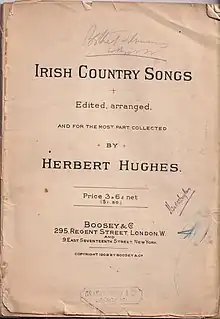 IRISH COUNTRY SONGS
Edited, arranged,
AND FOR THE MOST PART COLLECTED
BY
HERBERT HUGHES.
Price 3.6 net
BOOSEY & Co
295, REGENT STREET, LONDON, W.
AND
9 EAST SEVENTEENTH STREET, NEW YORK.
COPYRIGHT 1909 BY BOOSEY & Co